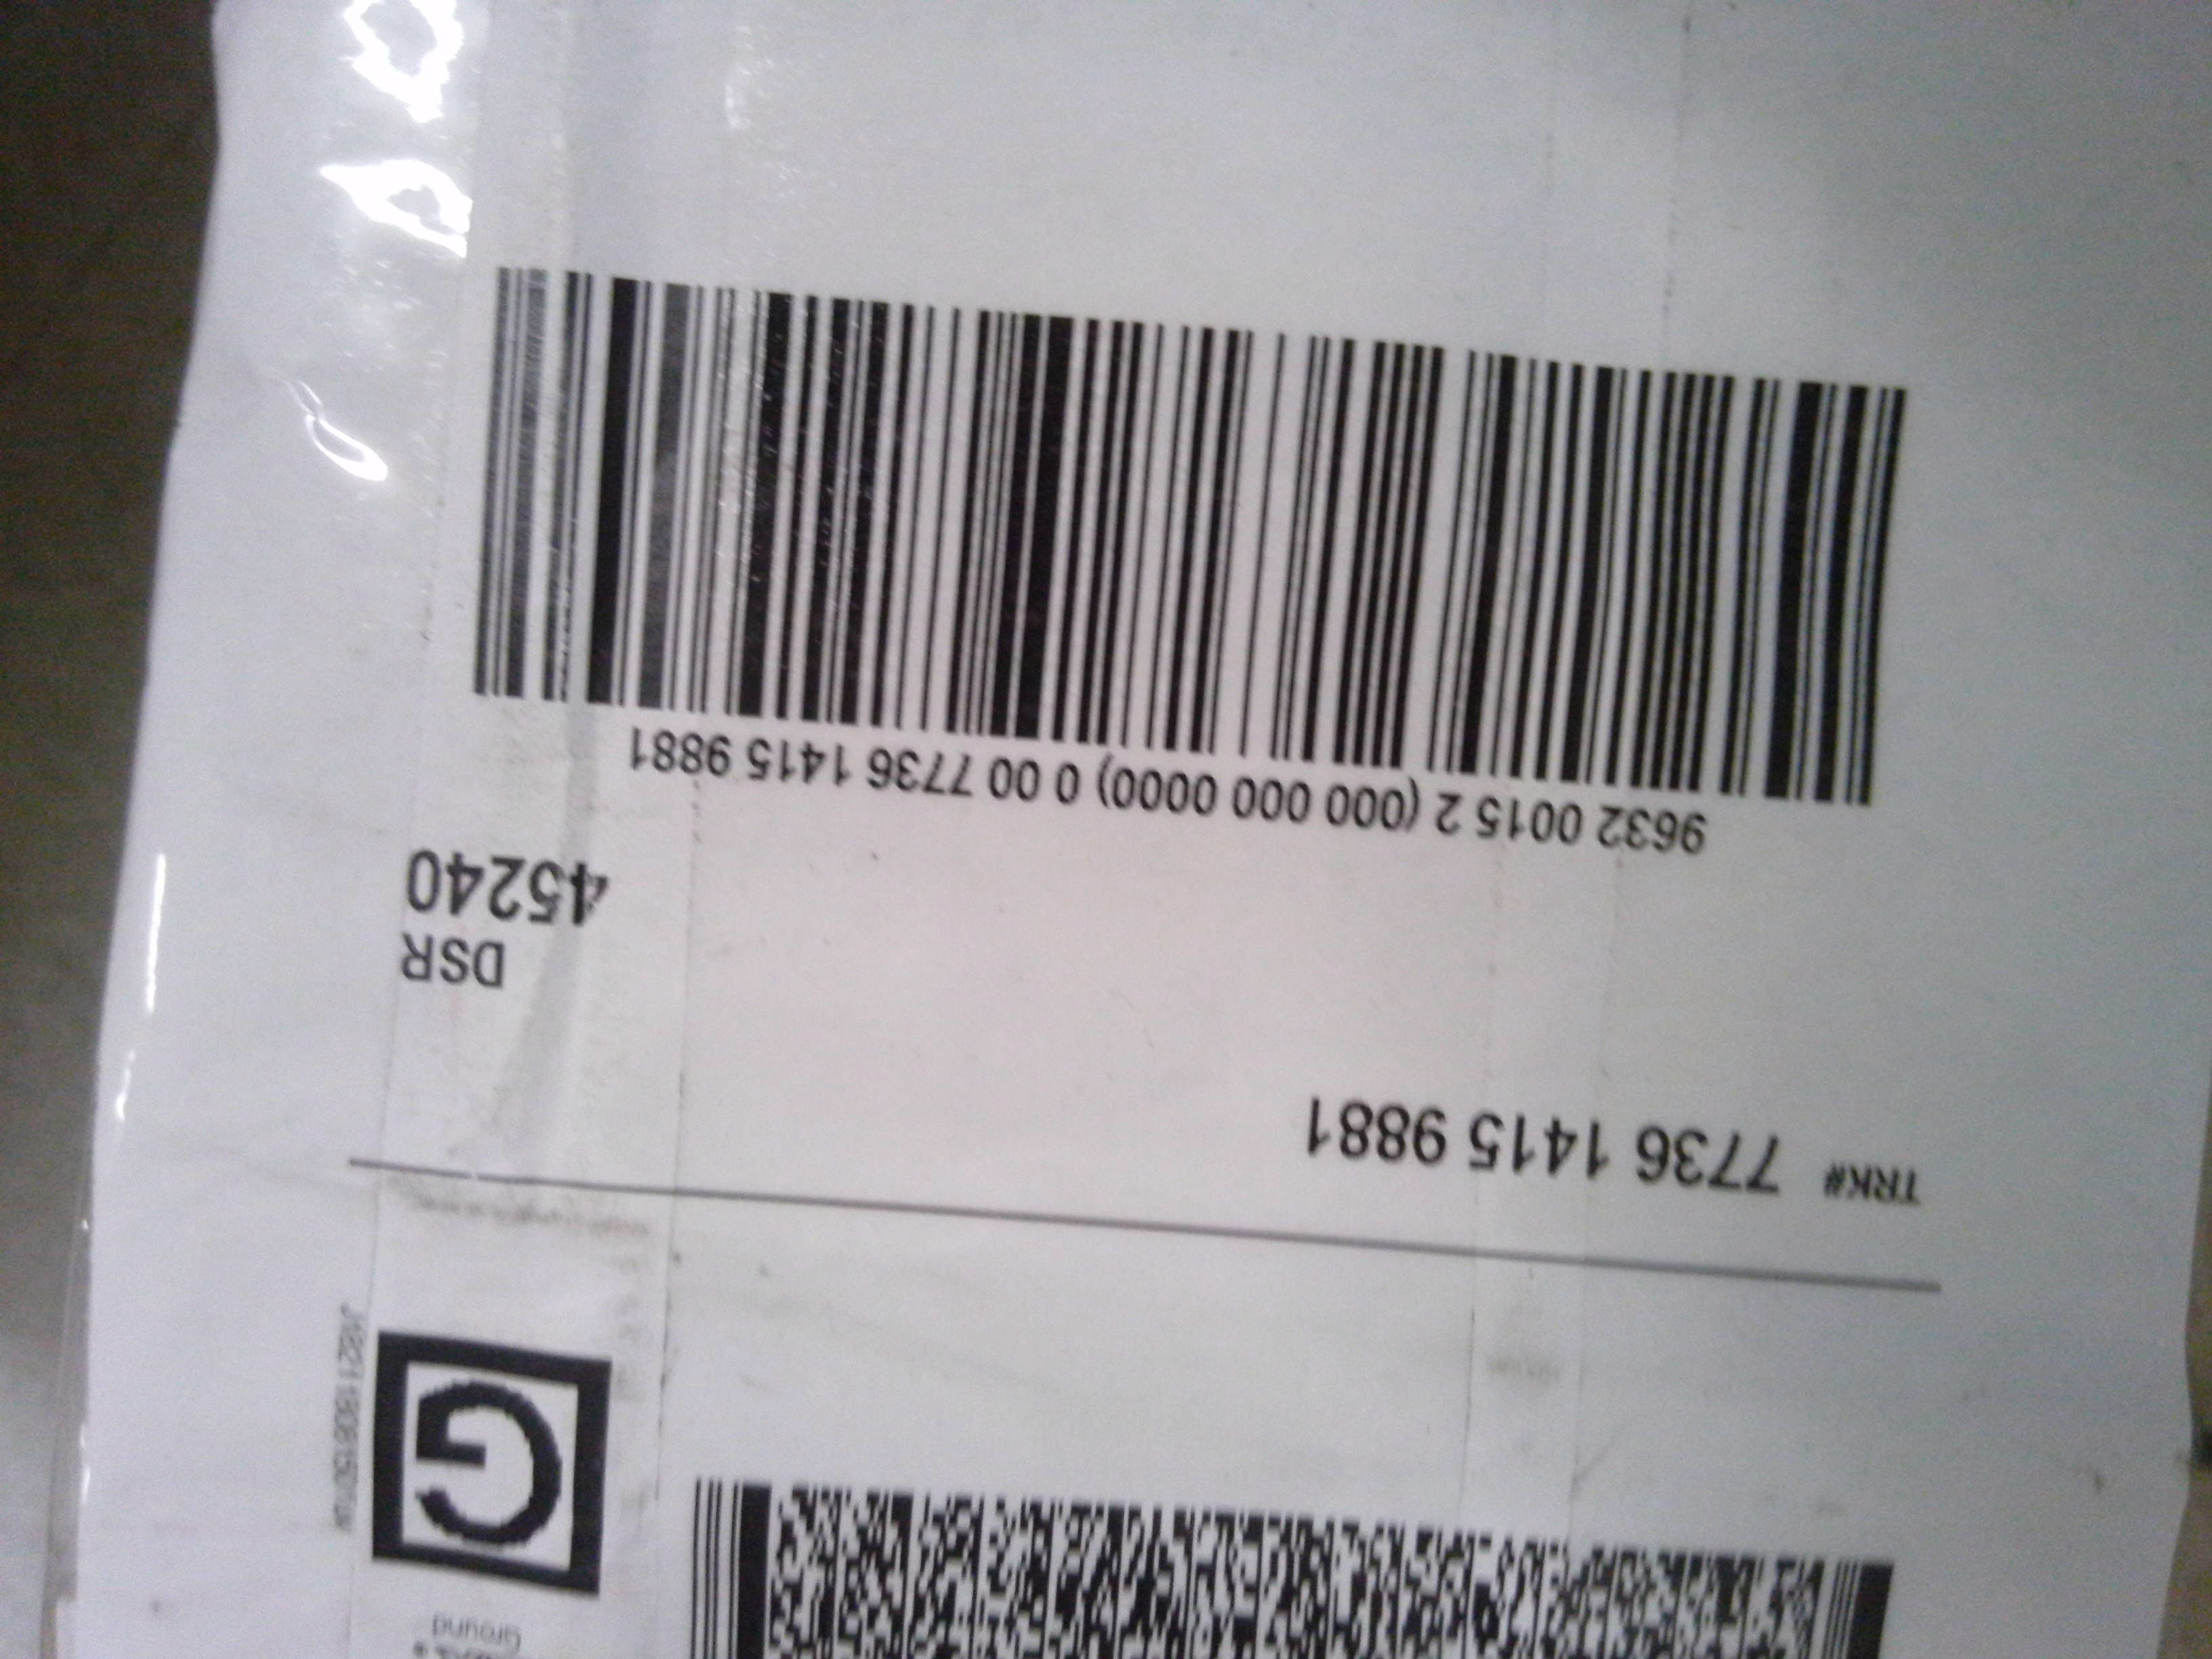 Ground
G
TRK# 7736 1415 9881
DSR
45240
9632 0015 2 (000 000 0000) 0 00 7736 1415 9881